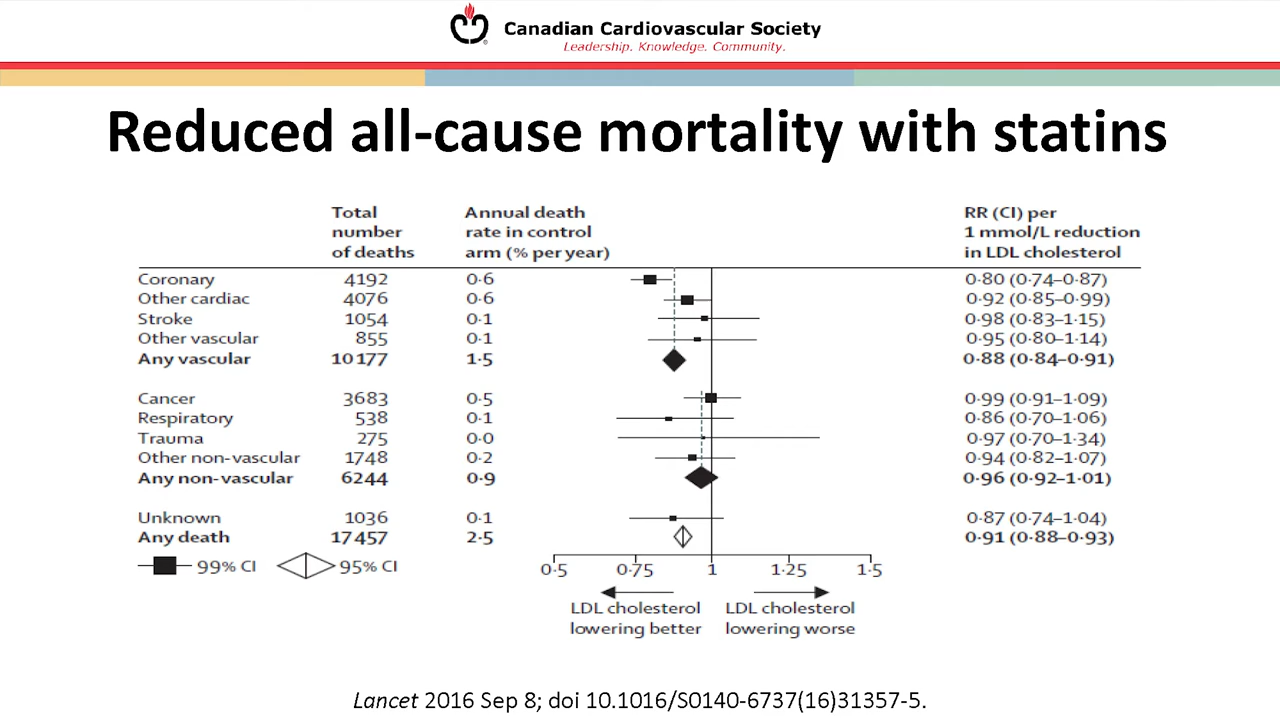 Canadian Cardiovascular Society
Leadership. Knowledge. Community.
Reduced all-cause mortality with statins
Total number of deaths
Annual death rate in control arm (% per year)
RR (CI) per 1 mmol/L reduction in LDL cholesterol
Coronary 4192 0·6 0·80 (0·74–0·87)
Other cardiac 4076 0·6 0·92 (0·85–0·99)
Stroke 1054 0·1 0·98 (0·83–1·15)
Other vascular 855 0·1 0·95 (0·80–1·14)
Any vascular 10 177 1·5 0·88 (0·84–0·91)
Cancer 3683 0·5 0·99 (0·91–1·09)
Respiratory 538 0·1 0·86 (0·70–1·06)
Trauma 275 0·0 0·97 (0·70–1·34)
Other non-vascular 1748 0·2 0·94 (0·82–1·07)
Any non-vascular 6244 0·9 0·96 (0·92–1·01)
Unknown 1036 0·1 0·87 (0·74–1·04)
Any death 17 457 2·5 0·91 (0·88–0·93)
99% CI 95% CI
0·5 0·75 1 1·25 1·5
LDL cholesterol lowering better
LDL cholesterol lowering worse
Lancet 2016 Sep 8; doi 10.1016/S0140-6737(16)31357-5.